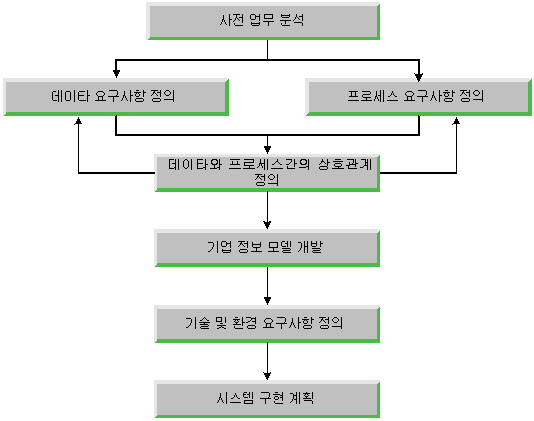 사전 업무 분석
데이타 요구사항 정의
프로세스 요구사항 정의
데이타와 프로세스간의 상호관계
정의
기업 정보 모델 개발
기술 및 환경 요구사항 정의
시스템 구현 계획